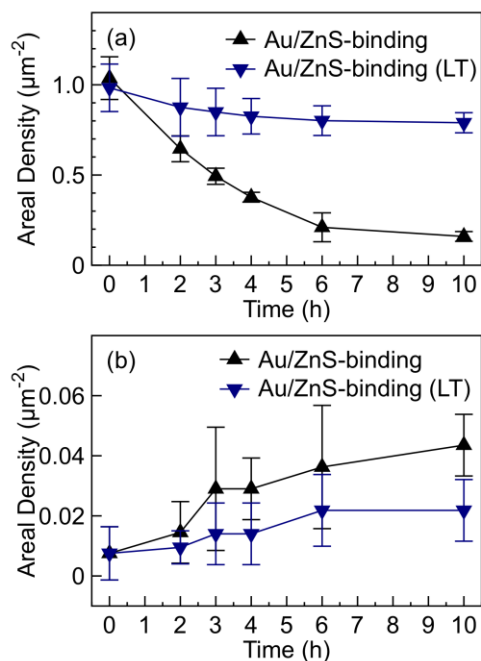 (a)
Au/ZnS-binding
Au/ZnS-binding (LT)
Areal Density (µm⁻²)
1.0
0.5
0
0 1 2 3 4 5 6 7 8 9 10
Time (h)
(b)
Au/ZnS-binding
Au/ZnS-binding (LT)
Areal Density (µm⁻²)
0.06
0.04
0.02
0
0 1 2 3 4 5 6 7 8 9 10
Time (h)